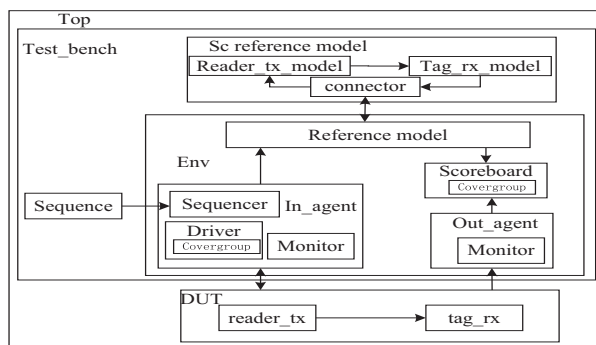 Top
Test_bench
Sc reference model
Reader_tx_model
Tag_rx_model
connector
Reference model
Env
Scoreboard
Covergroup
Sequence
Sequencer
In_agent
Out_agent
Driver
Covergroup
Monitor
Monitor
DUT
reader_tx
tag_rx